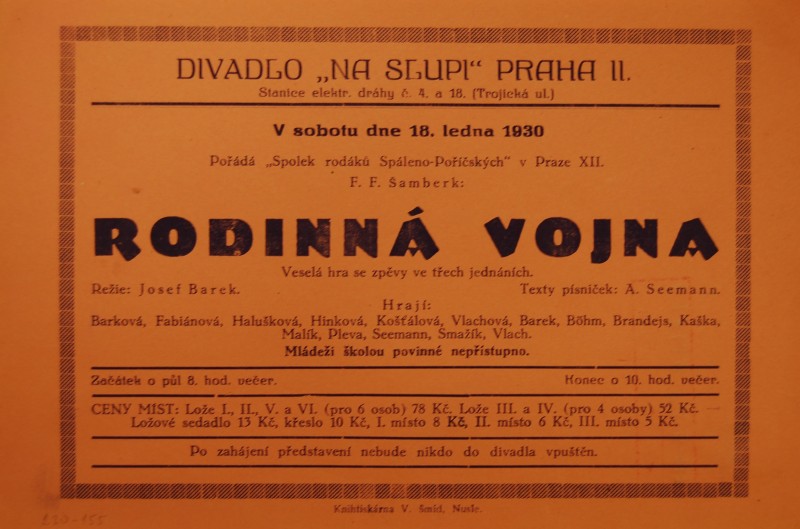 DIVADLO „NA SLUPI“ PRAHA II.
Stanice elektr. dráhy č. 4. a 18. (Trojická ul.)
V sobotu dne 18. ledna 1930
Pořádá „Spolek rodáků Spáleno-Poříčských“ v Praze XII.
F. F. Šamberk:
RODINNÁ VOJNA
Veselá hra se zpěvy ve třech jednáních.
Režie: Josef Barek. Texty písniček: A. Seemann.
Hrají:
Barková, Fabiánová, Halušková, Hinková, Košťálová, Vlachová, Barek, Böhm, Brandejs, Kaška,
Malík, Pleva, Seemann, Smažík, Vlach.
Mládeži školou povinné nepřístupno.
Začátek o půl 8. hod. večer. Konec o 10. hod. večer.
CENY MÍST: Lože I., II., V. a VI. (pro 6 osob) 78 Kč. Lože III. a IV. (pro 4 osoby) 52 Kč.
Ložové sedadlo 13 Kč, křeslo 10 Kč, I. místo 8 Kč, II. místo 6 Kč, III. místo 5 Kč.
Po zahájení představení nebude nikdo do divadla vpuštěn.
Knihtiskárna V. Šmíd, Nusle.